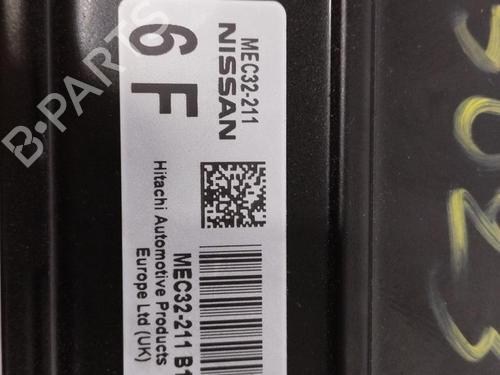 MEC32-211
NISSAN
6 F
MEC32-211 B1
Hitachi Automotive Products
Europe Ltd (UK)
B-PARTS